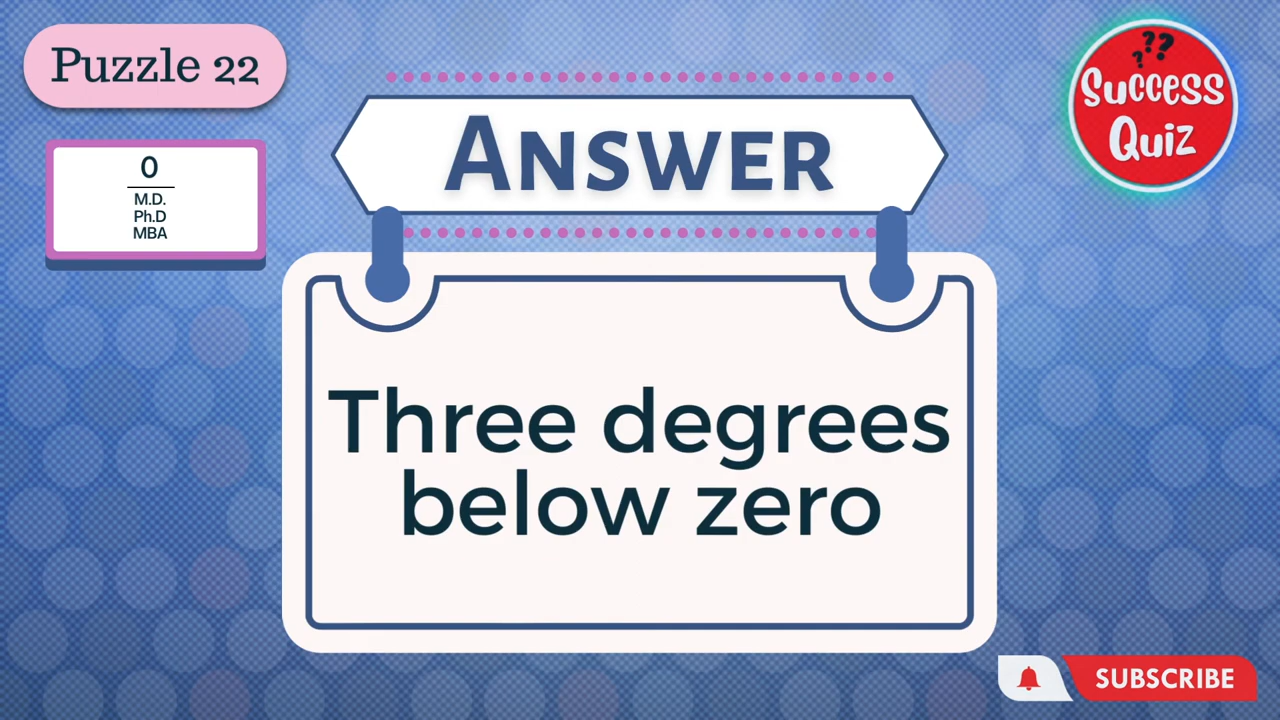 Puzzle 22
??
?
Success
Quiz
0
M.D.
Ph.D
MBA
ANSWER
Three degrees
below zero
SUBSCRIBE